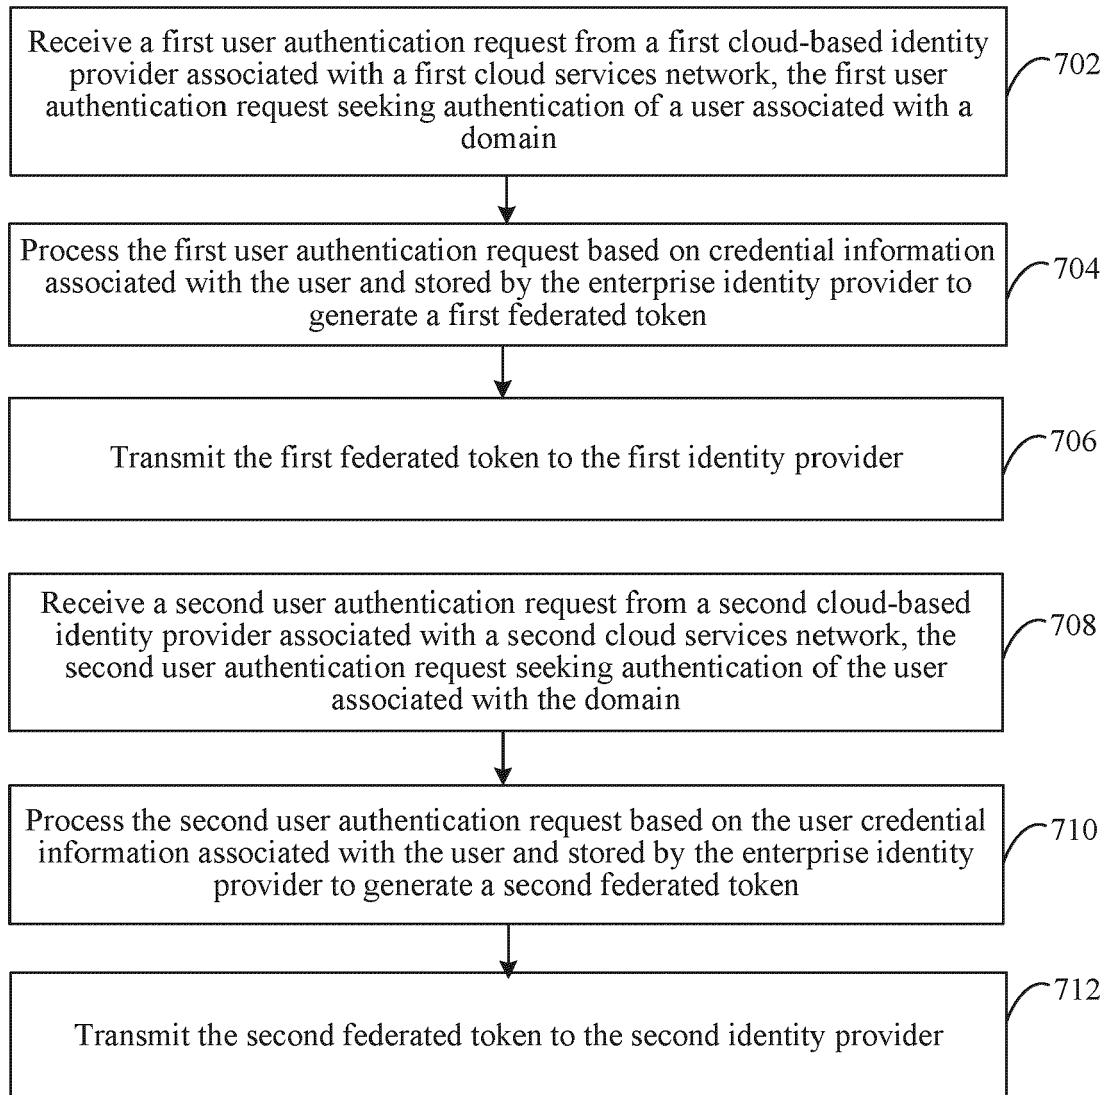 Receive a first user authentication request from a first cloud-based identity
provider associated with a first cloud services network, the first user
authentication request seeking authentication of a user associated with a
domain
702
Process the first user authentication request based on credential information
associated with the user and stored by the enterprise identity provider to
generate a first federated token
704
Transmit the first federated token to the first identity provider
706
Receive a second user authentication request from a second cloud-based
identity provider associated with a second cloud services network, the
second user authentication request seeking authentication of the user
associated with the domain
708
Process the second user authentication request based on the user credential
information associated with the user and stored by the enterprise identity
provider to generate a second federated token
710
Transmit the second federated token to the second identity provider
712